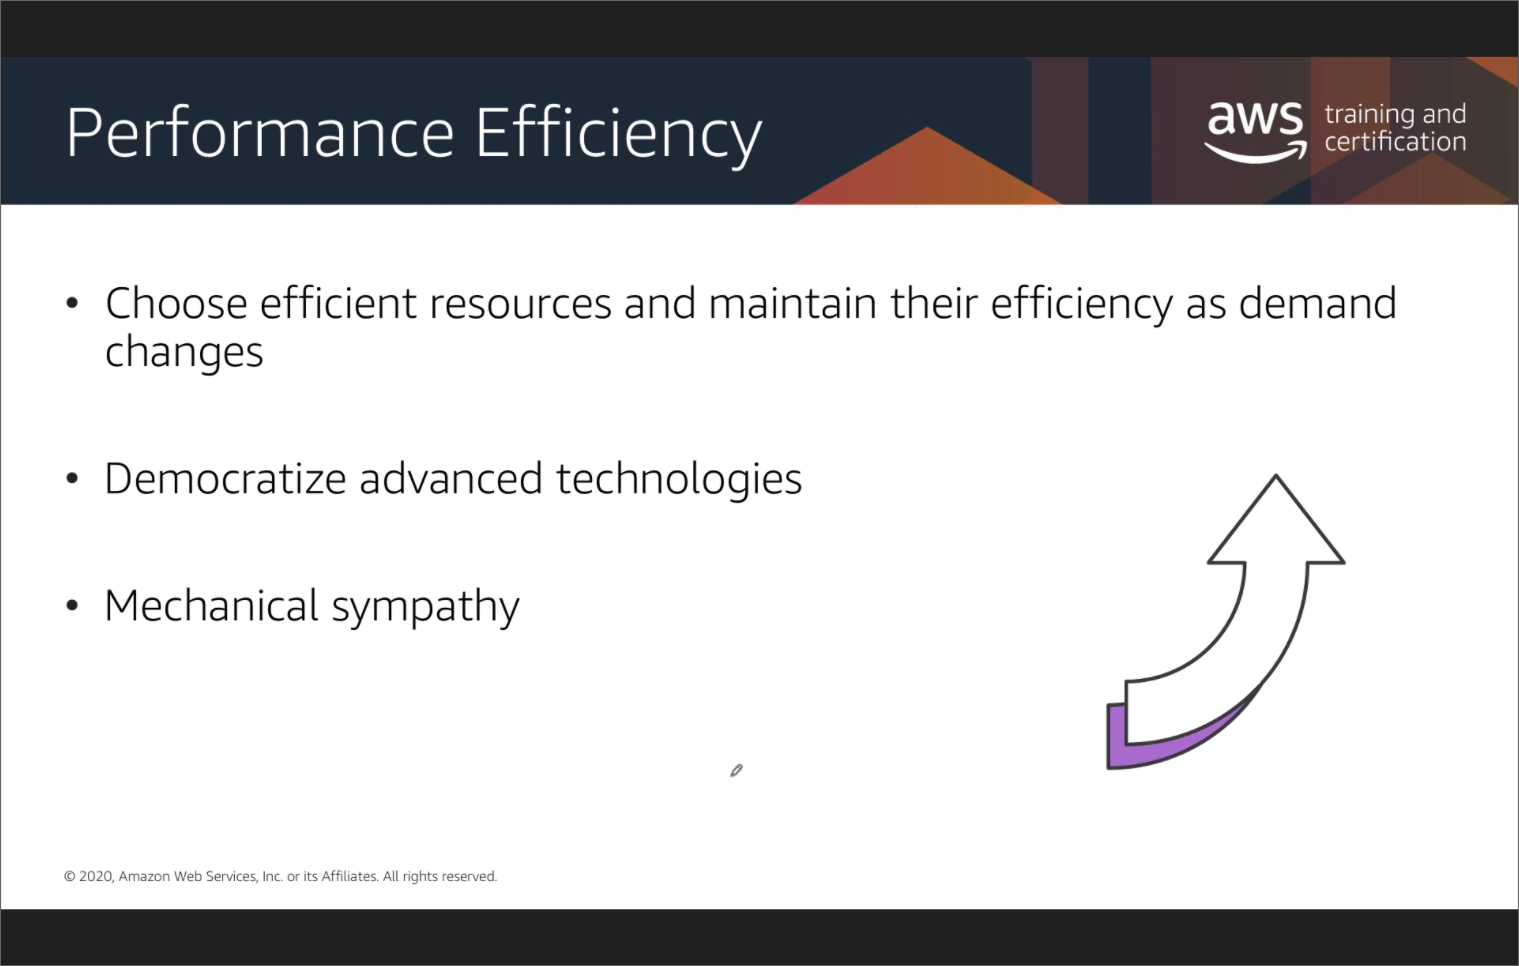 Performance Efficiency
aws training and
certification
• Choose efficient resources and maintain their efficiency as demand
changes
• Democratize advanced technologies
• Mechanical sympathy
© 2020, Amazon Web Services, Inc. or its Affiliates. All rights reserved.